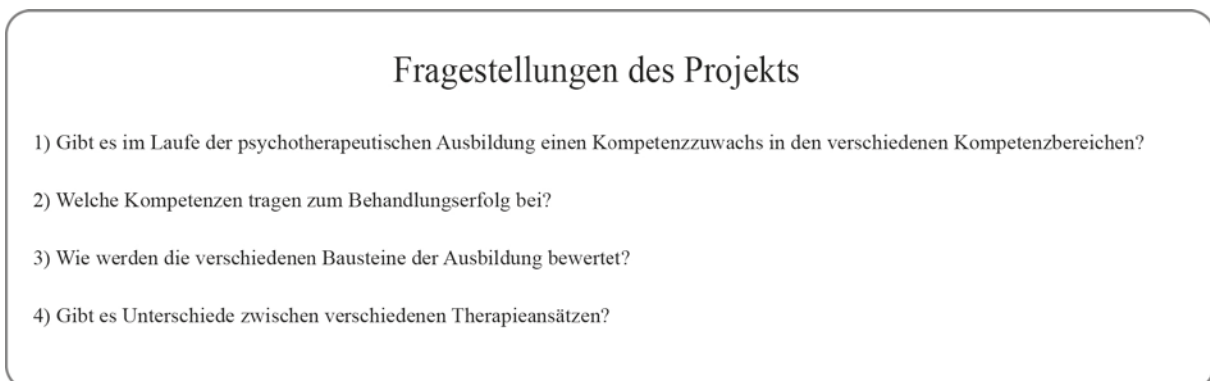 Fragestellungen des Projekts
1) Gibt es im Laufe der psychotherapeutischen Ausbildung einen Kompetenzzuwachs in den verschiedenen Kompetenzbereichen?
2) Welche Kompetenzen tragen zum Behandlungserfolg bei?
3) Wie werden die verschiedenen Bausteine der Ausbildung bewertet?
4) Gibt es Unterschiede zwischen verschiedenen Therapieansätzen?